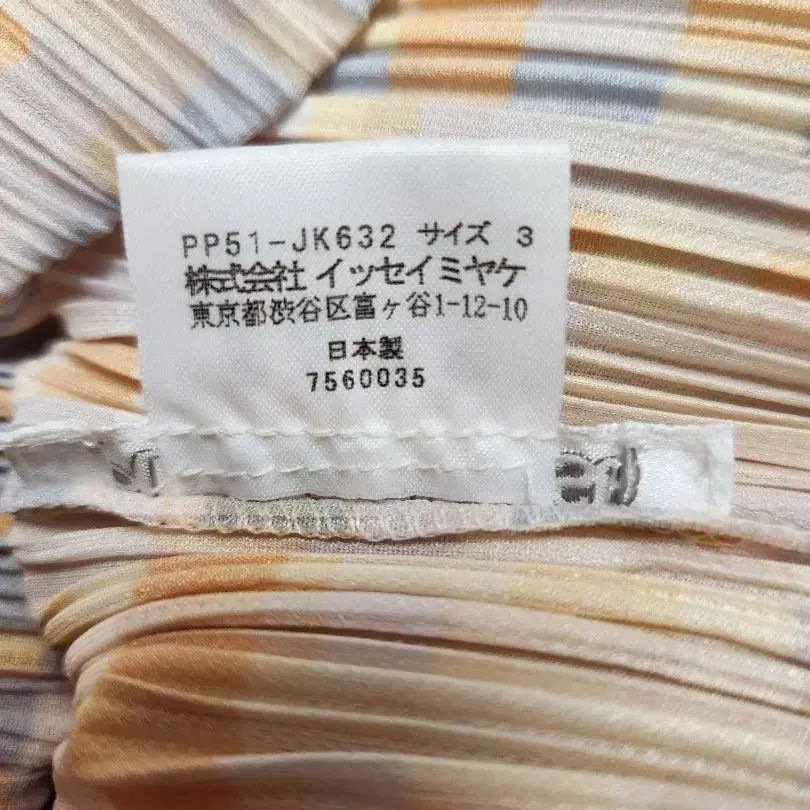 PP51-JK632 サイズ 3
株式会社 イッセイミヤケ
東京都渋谷区富ヶ谷1-12-10
日本製
7560035